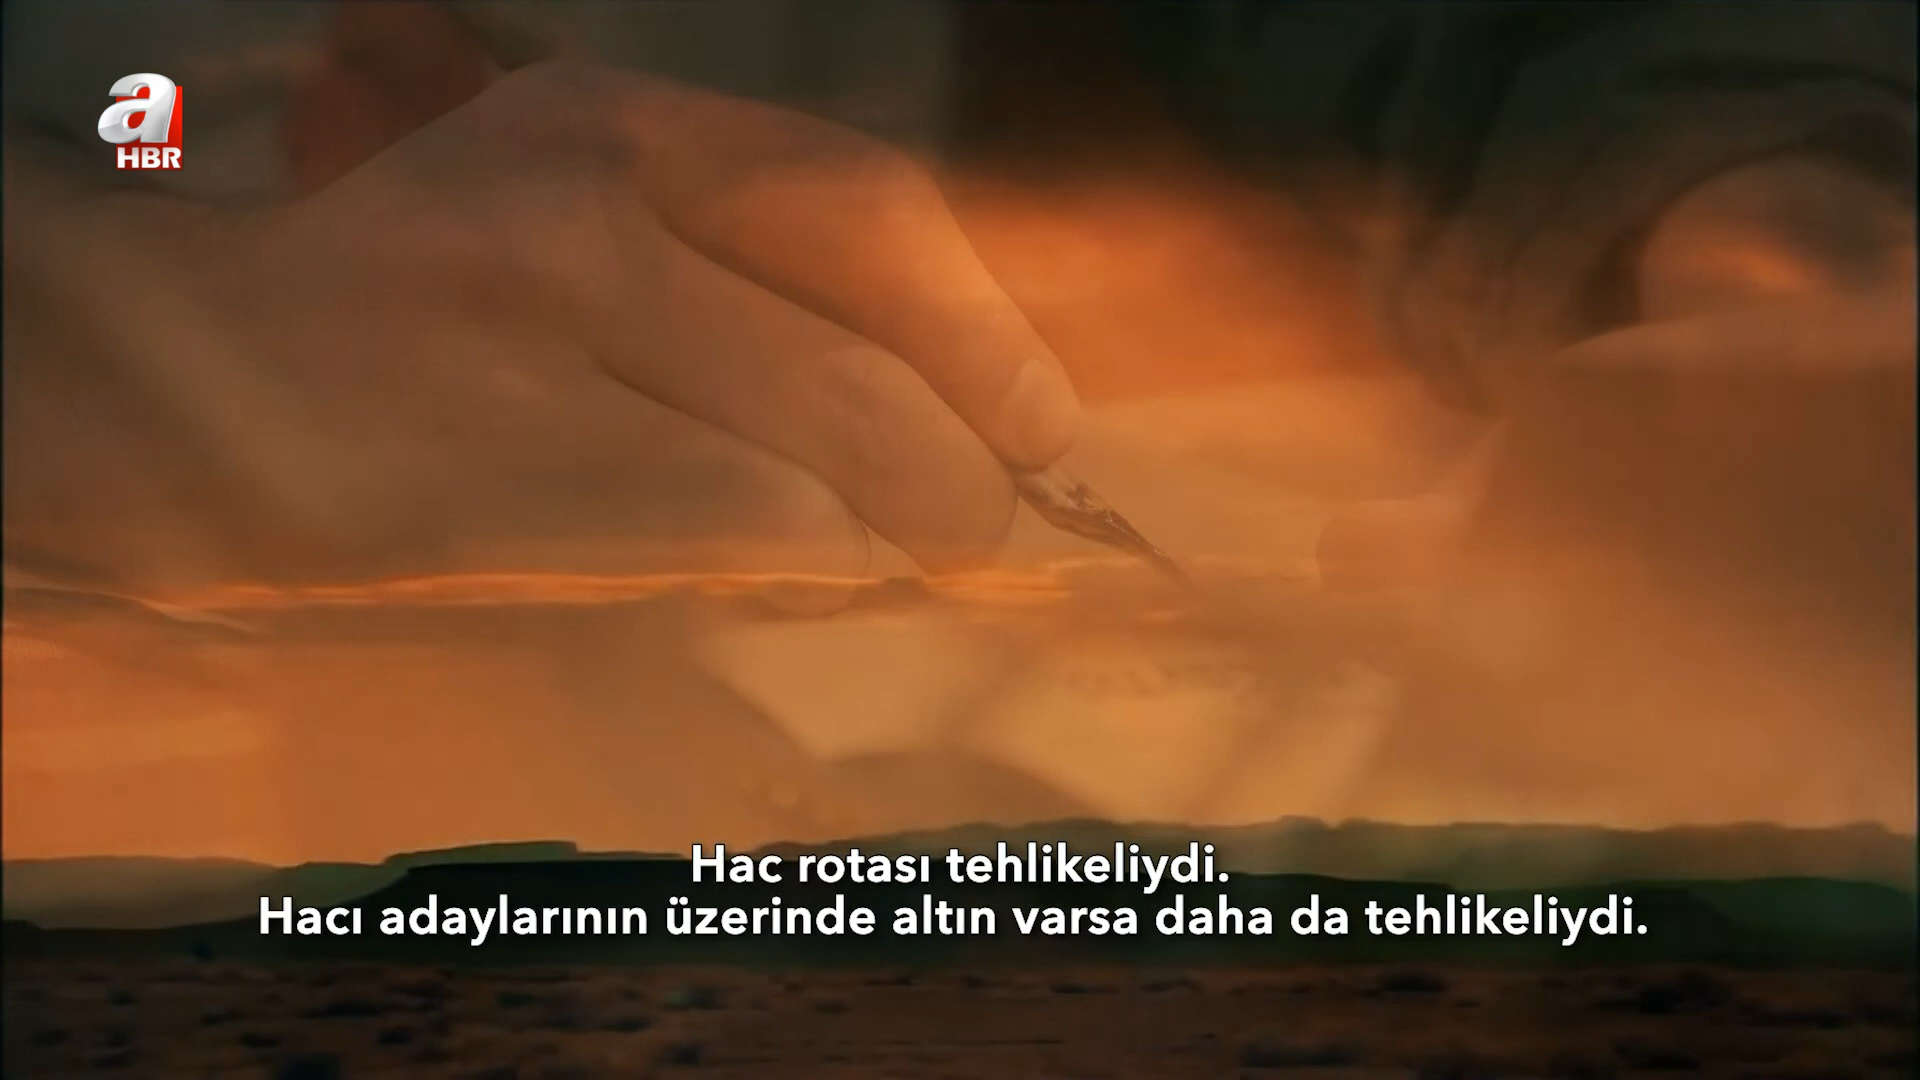 a
HBR
Hac rotası tehlikeliydi.
Hacı adaylarının üzerinde altın varsa daha da tehlikeliydi.